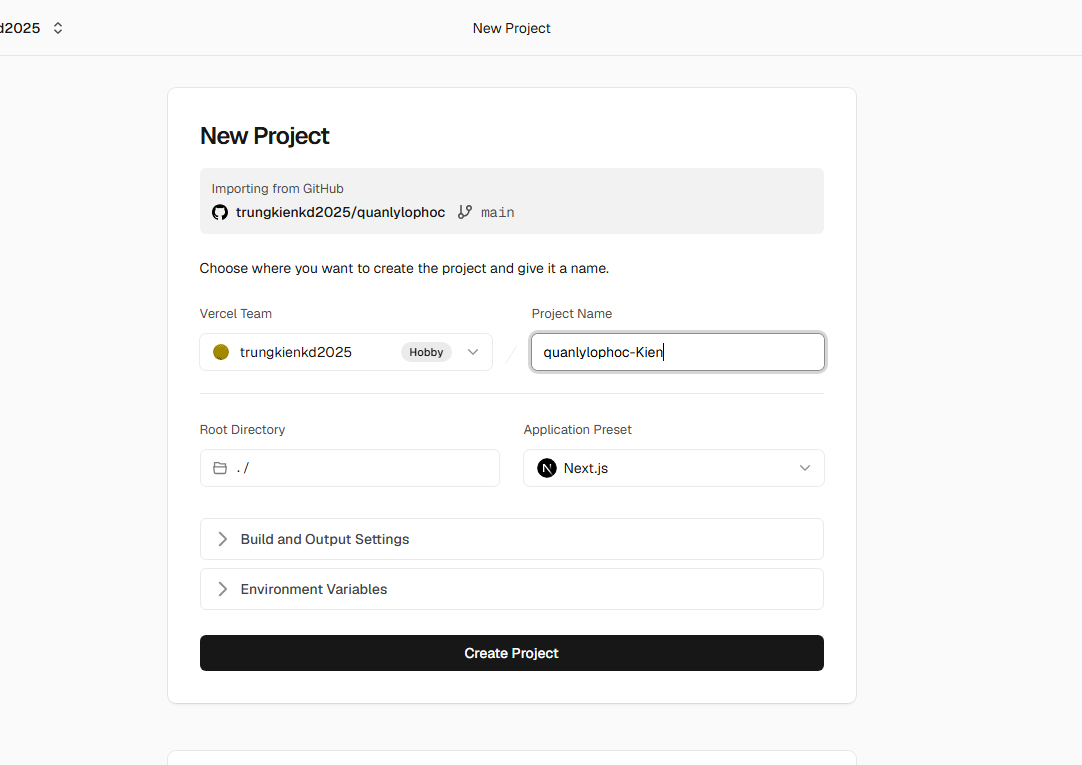 d2025
New Project
New Project
Importing from GitHub
trungkienkd2025/quanlylophoc main
Choose where you want to create the project and give it a name.
Vercel Team
Project Name
trungkienkd2025 Hobby
/
quanlylophoc-Kien
Root Directory
Application Preset
./
Next.js
Build and Output Settings
Environment Variables
Create Project